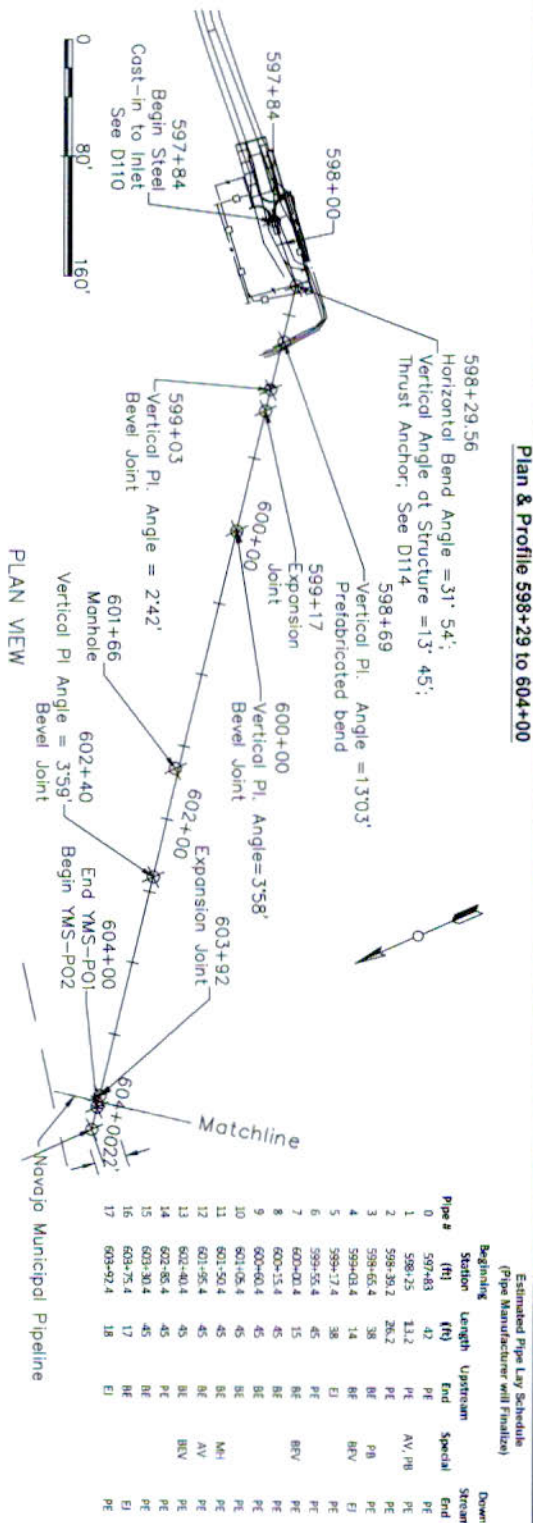 Plan & Profile 598+29 to 604+00
598+29.56
Horizontal Bend Angle =31° 54';
Vertical Angle at Structure =13° 45';
Thrust Anchor; See D114
598+00
597+84
597+84
Begin Steel
Cast-in to Inlet
See D110
0
80'
160'
598+69
Vertical PI. Angle =13°03'
Prefabricated bend
599+17
Expansion
Joint
599+03
Vertical PI. Angle = 2°42'
Bevel Joint
600+00
600+00
Vertical PI. Angle=3°58'
Bevel Joint
601+66
Manhole
602+00
602+40
Vertical PI Angle = 3°59'
Bevel Joint
603+92
Expansion Joint
604+00
End YMS-P01
Begin YMS-P02
604+00
22'
Matchline
Navajo Municipal Pipeline
PLAN VIEW
Estimated Pipe Lay Schedule
(Pipe Manufacturer will Finalize)
Beginning Down
Station Length Upstream Stream
Pipe # (ft) (ft) End Special End
0 597+83 42 PE PE
1 598+25 13.2 PE AV, PB PE
2 598+39.2 26.2 PE PE
3 598+65.4 38 BE PB PE
4 599+03.4 14 BE BEV EJ
5 599+17.4 38 EJ PE
6 599+55.4 45 PE PE
7 600+00.4 15 BE BEV PE
8 600+15.4 45 BE PE
9 600+60.4 45 BE PE
10 601+05.4 45 BE PE
11 601+50.4 45 BE MH PE
12 601+95.4 45 BE AV PE
13 602+40.4 45 BE BEV PE
14 602+85.4 45 PE PE
15 603+30.4 45 BE PE
16 603+75.4 17 BE EJ
17 603+92.4 18 EJ PE